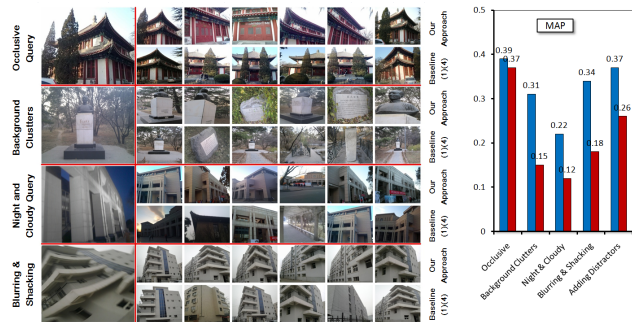 Occlusive
Query
Our
Approach
Baseline
(1)(4)
Background
Clustters
Our
Approach
Baseline
(1)(4)
Night and
Cloudy Query
Our
Approach
Baseline
(1)(4)
Blurring &
Shacking
Our
Approach
Baseline
(1)(4)
MAP
0.5
0.4
0.3
0.2
0.1
0
0.39
0.37
0.31
0.15
0.22
0.12
0.34
0.18
0.37
0.26
Occlusive
Background Clutters
Night & Cloudy
Blurring & Shacking
Adding Distractors